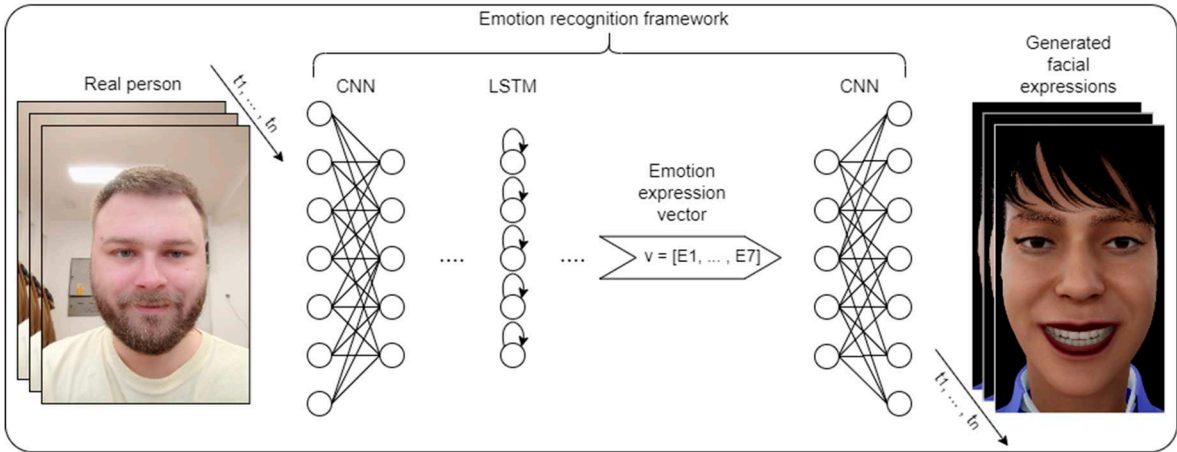 Emotion recognition framework
Real person
t1, ... , tn
CNN
LSTM
CNN
Generated
facial
expressions
Emotion
expression
vector
....
....
v = [E1, ... , E7]
t1, ... , tn